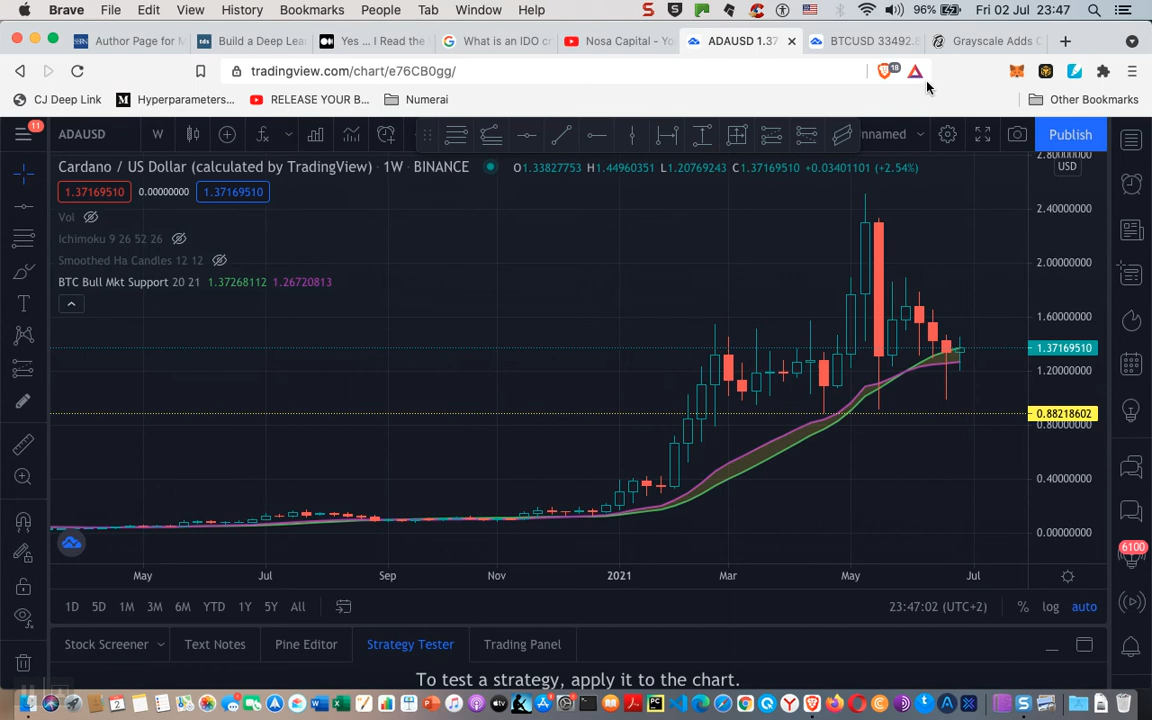 Brave File Edit View History Bookmarks People Tab Window Help 96% Fri 02 Jul 23:47
Author Page for M Build a Deep Lea Yes ... I Read the What is an IDO cr Nosa Capital - Yo ADAUSD 1.37 BTCUSD 33492.8 Grayscale Adds C
tradingview.com/chart/e76CB0gg/ 18
CJ Deep Link Hyperparameters... RELEASE YOUR B... Numerai Other Bookmarks
11 ADAUSD W nnamed Publish
Cardano / US Dollar (calculated by TradingView) • 1W • BINANCE O1.33827753 H1.44960351 L1.20769243 C1.37169510 +0.03401101 (+2.54%)
2.80000000
USD
1.37169510 0.00000000 1.37169510
Vol
2.40000000
Ichimoku 9 26 52 26
Smoothed Ha Candles 12 12
2.00000000
BTC Bull Mkt Support 20 21 1.37268112 1.26720813
1.60000000
1.37169510
1.20000000
0.88218602
0.80000000
0.40000000
0.00000000
6100
May Jul Sep Nov 2021 Mar May Jul
1D 5D 1M 3M 6M YTD 1Y 5Y All 23:47:02 (UTC+2) % log auto
Stock Screener Text Notes Pine Editor Strategy Tester Trading Panel
To test a strategy, apply it to the chart.